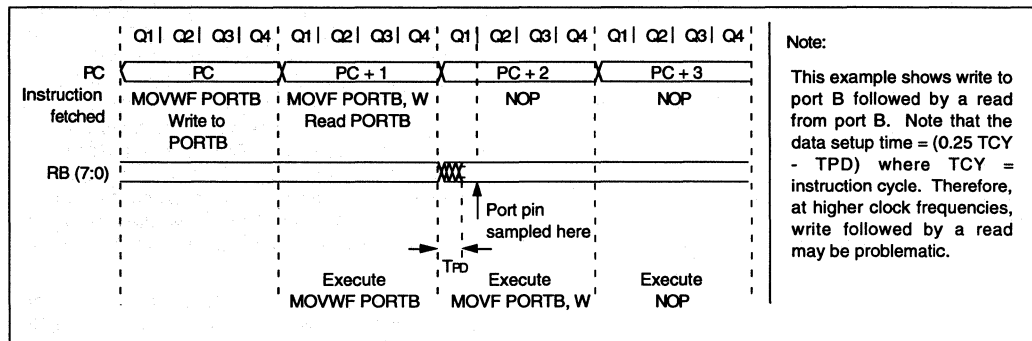 Q1 | Q2 | Q3 | Q4 Q1 | Q2 | Q3 | Q4 Q1 | Q2 | Q3 | Q4 Q1 | Q2 | Q3 | Q4
PC PC PC + 1 PC + 2 PC + 3
Instruction fetched
MOVWF PORTB
Write to
PORTB
MOVF PORTB, W
Read PORTB
NOP
NOP
RB (7:0)
Port pin
sampled here
TPD
Execute
MOVWF PORTB
Execute
MOVF PORTB, W
Execute
NOP
Note:
This example shows write to
port B followed by a read
from port B. Note that the
data setup time = (0.25 TCY
- TPD) where TCY =
instruction cycle. Therefore,
at higher clock frequencies,
write followed by a read
may be problematic.